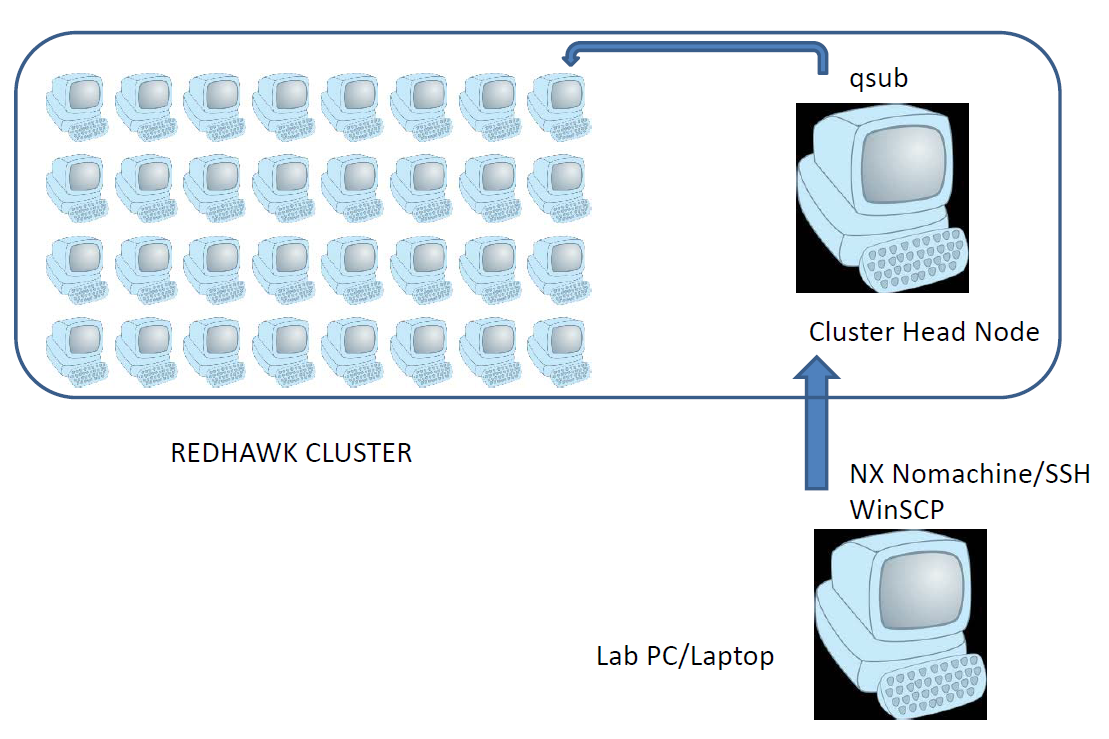 qsub
Cluster Head Node
REDHAWK CLUSTER
NX Nomachine/SSH
WinSCP
Lab PC/Laptop